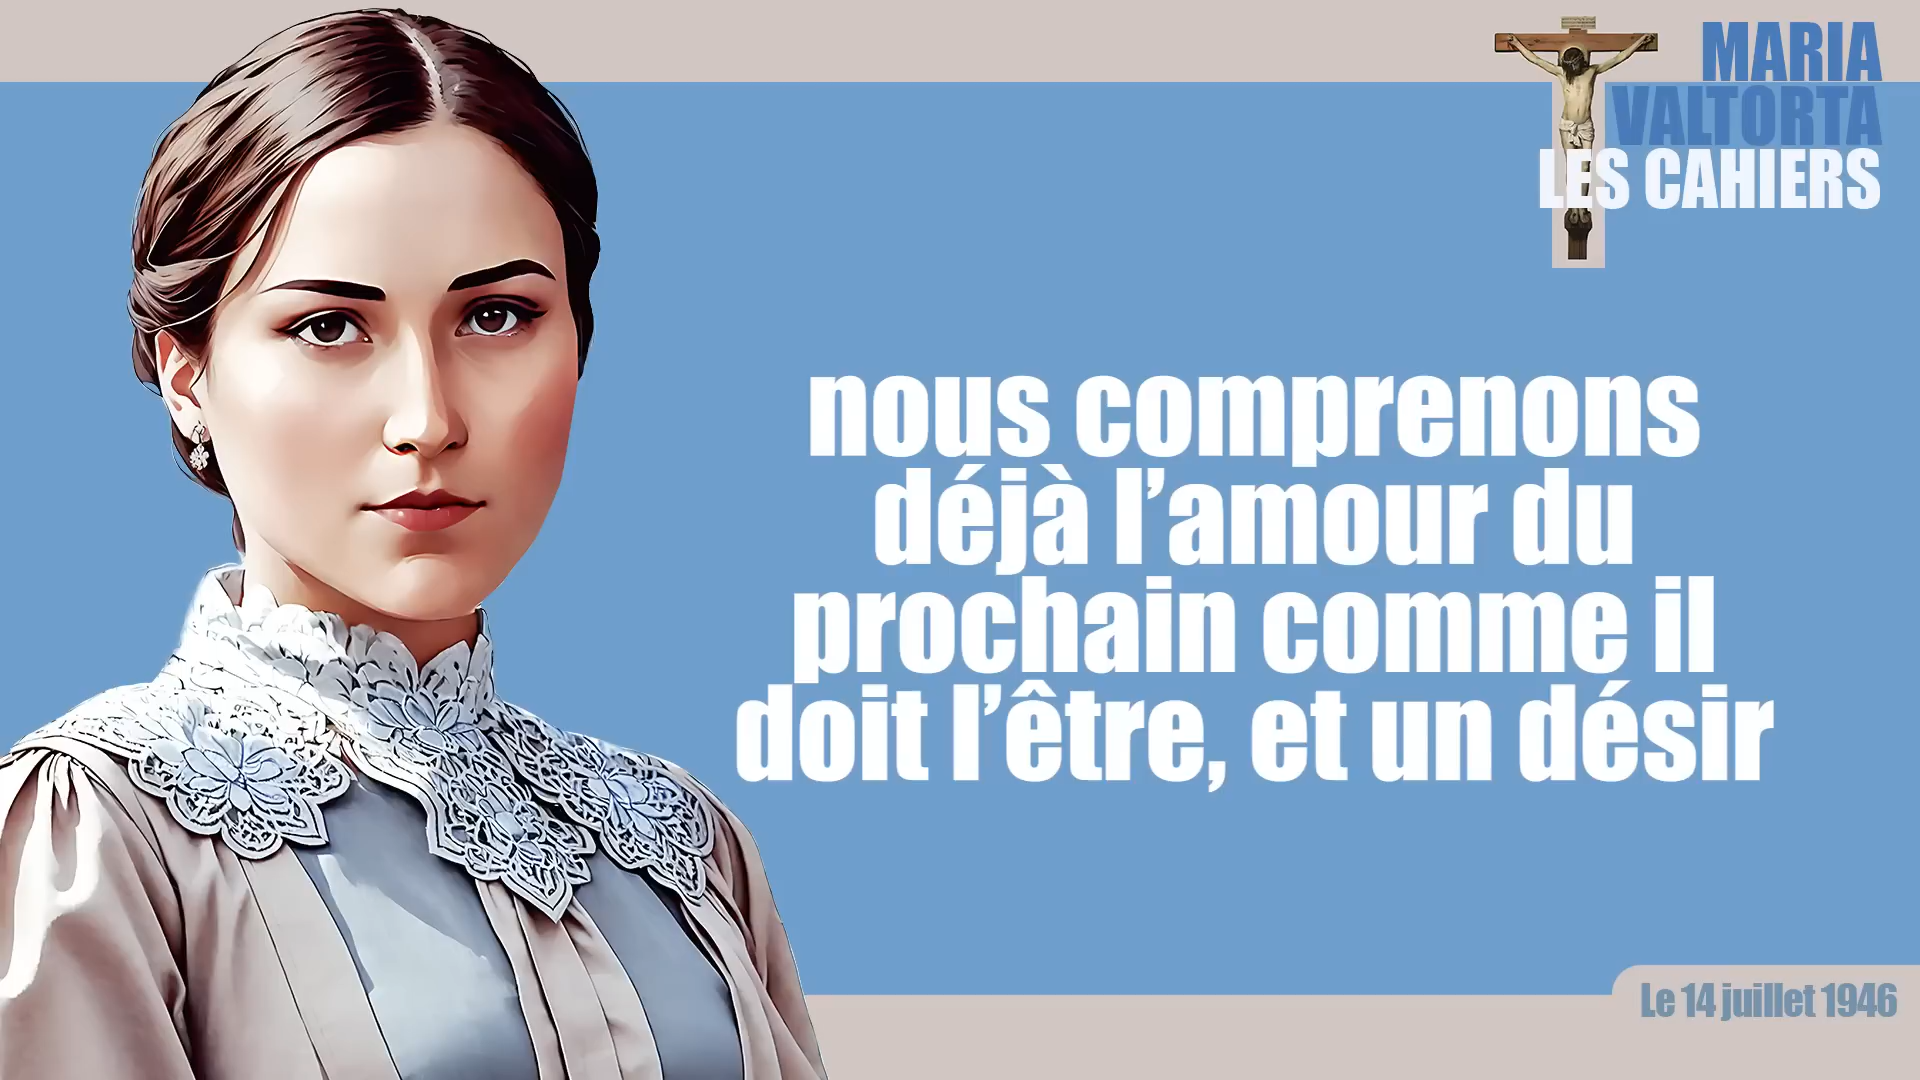 MARIA
VALTORTA
LES CAHIERS
nous comprenons
déjà l’amour du
prochain comme il
doit l’être, et un désir
Le 14 juillet 1946